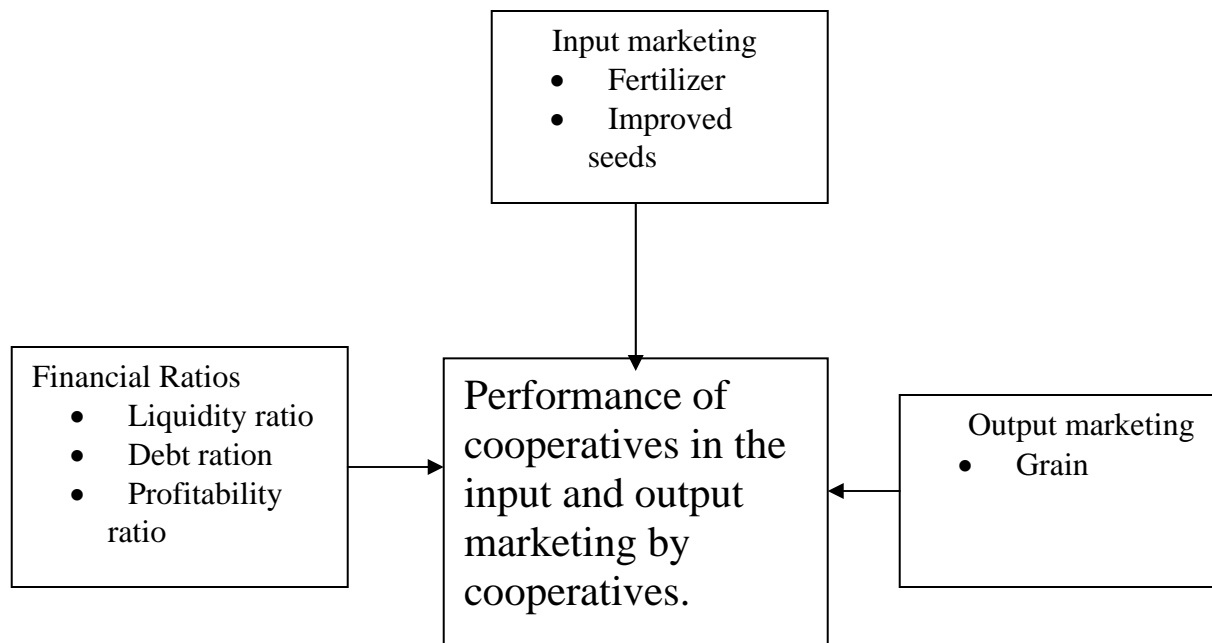 Input marketing
• Fertilizer
• Improved
seeds
Financial Ratios
• Liquidity ratio
• Debt ration
• Profitability
ratio
Performance of
cooperatives in the
input and output
marketing by
cooperatives.
Output marketing
• Grain